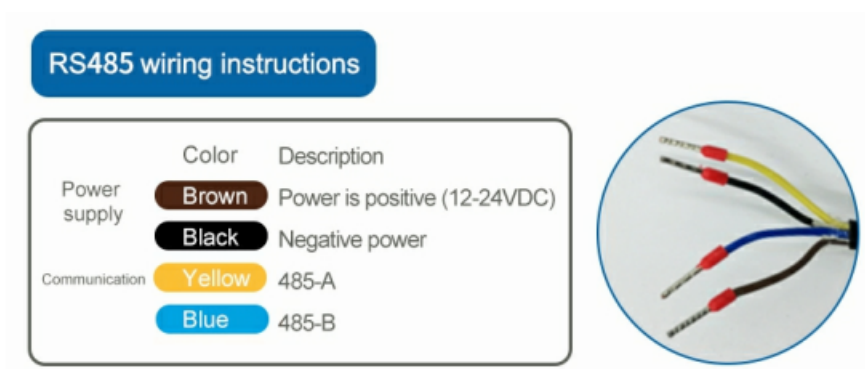 RS485 wiring instructions
Color Description
Power supply
Brown Power is positive (12-24VDC)
Black Negative power
Communication Yellow 485-A
Blue 485-B